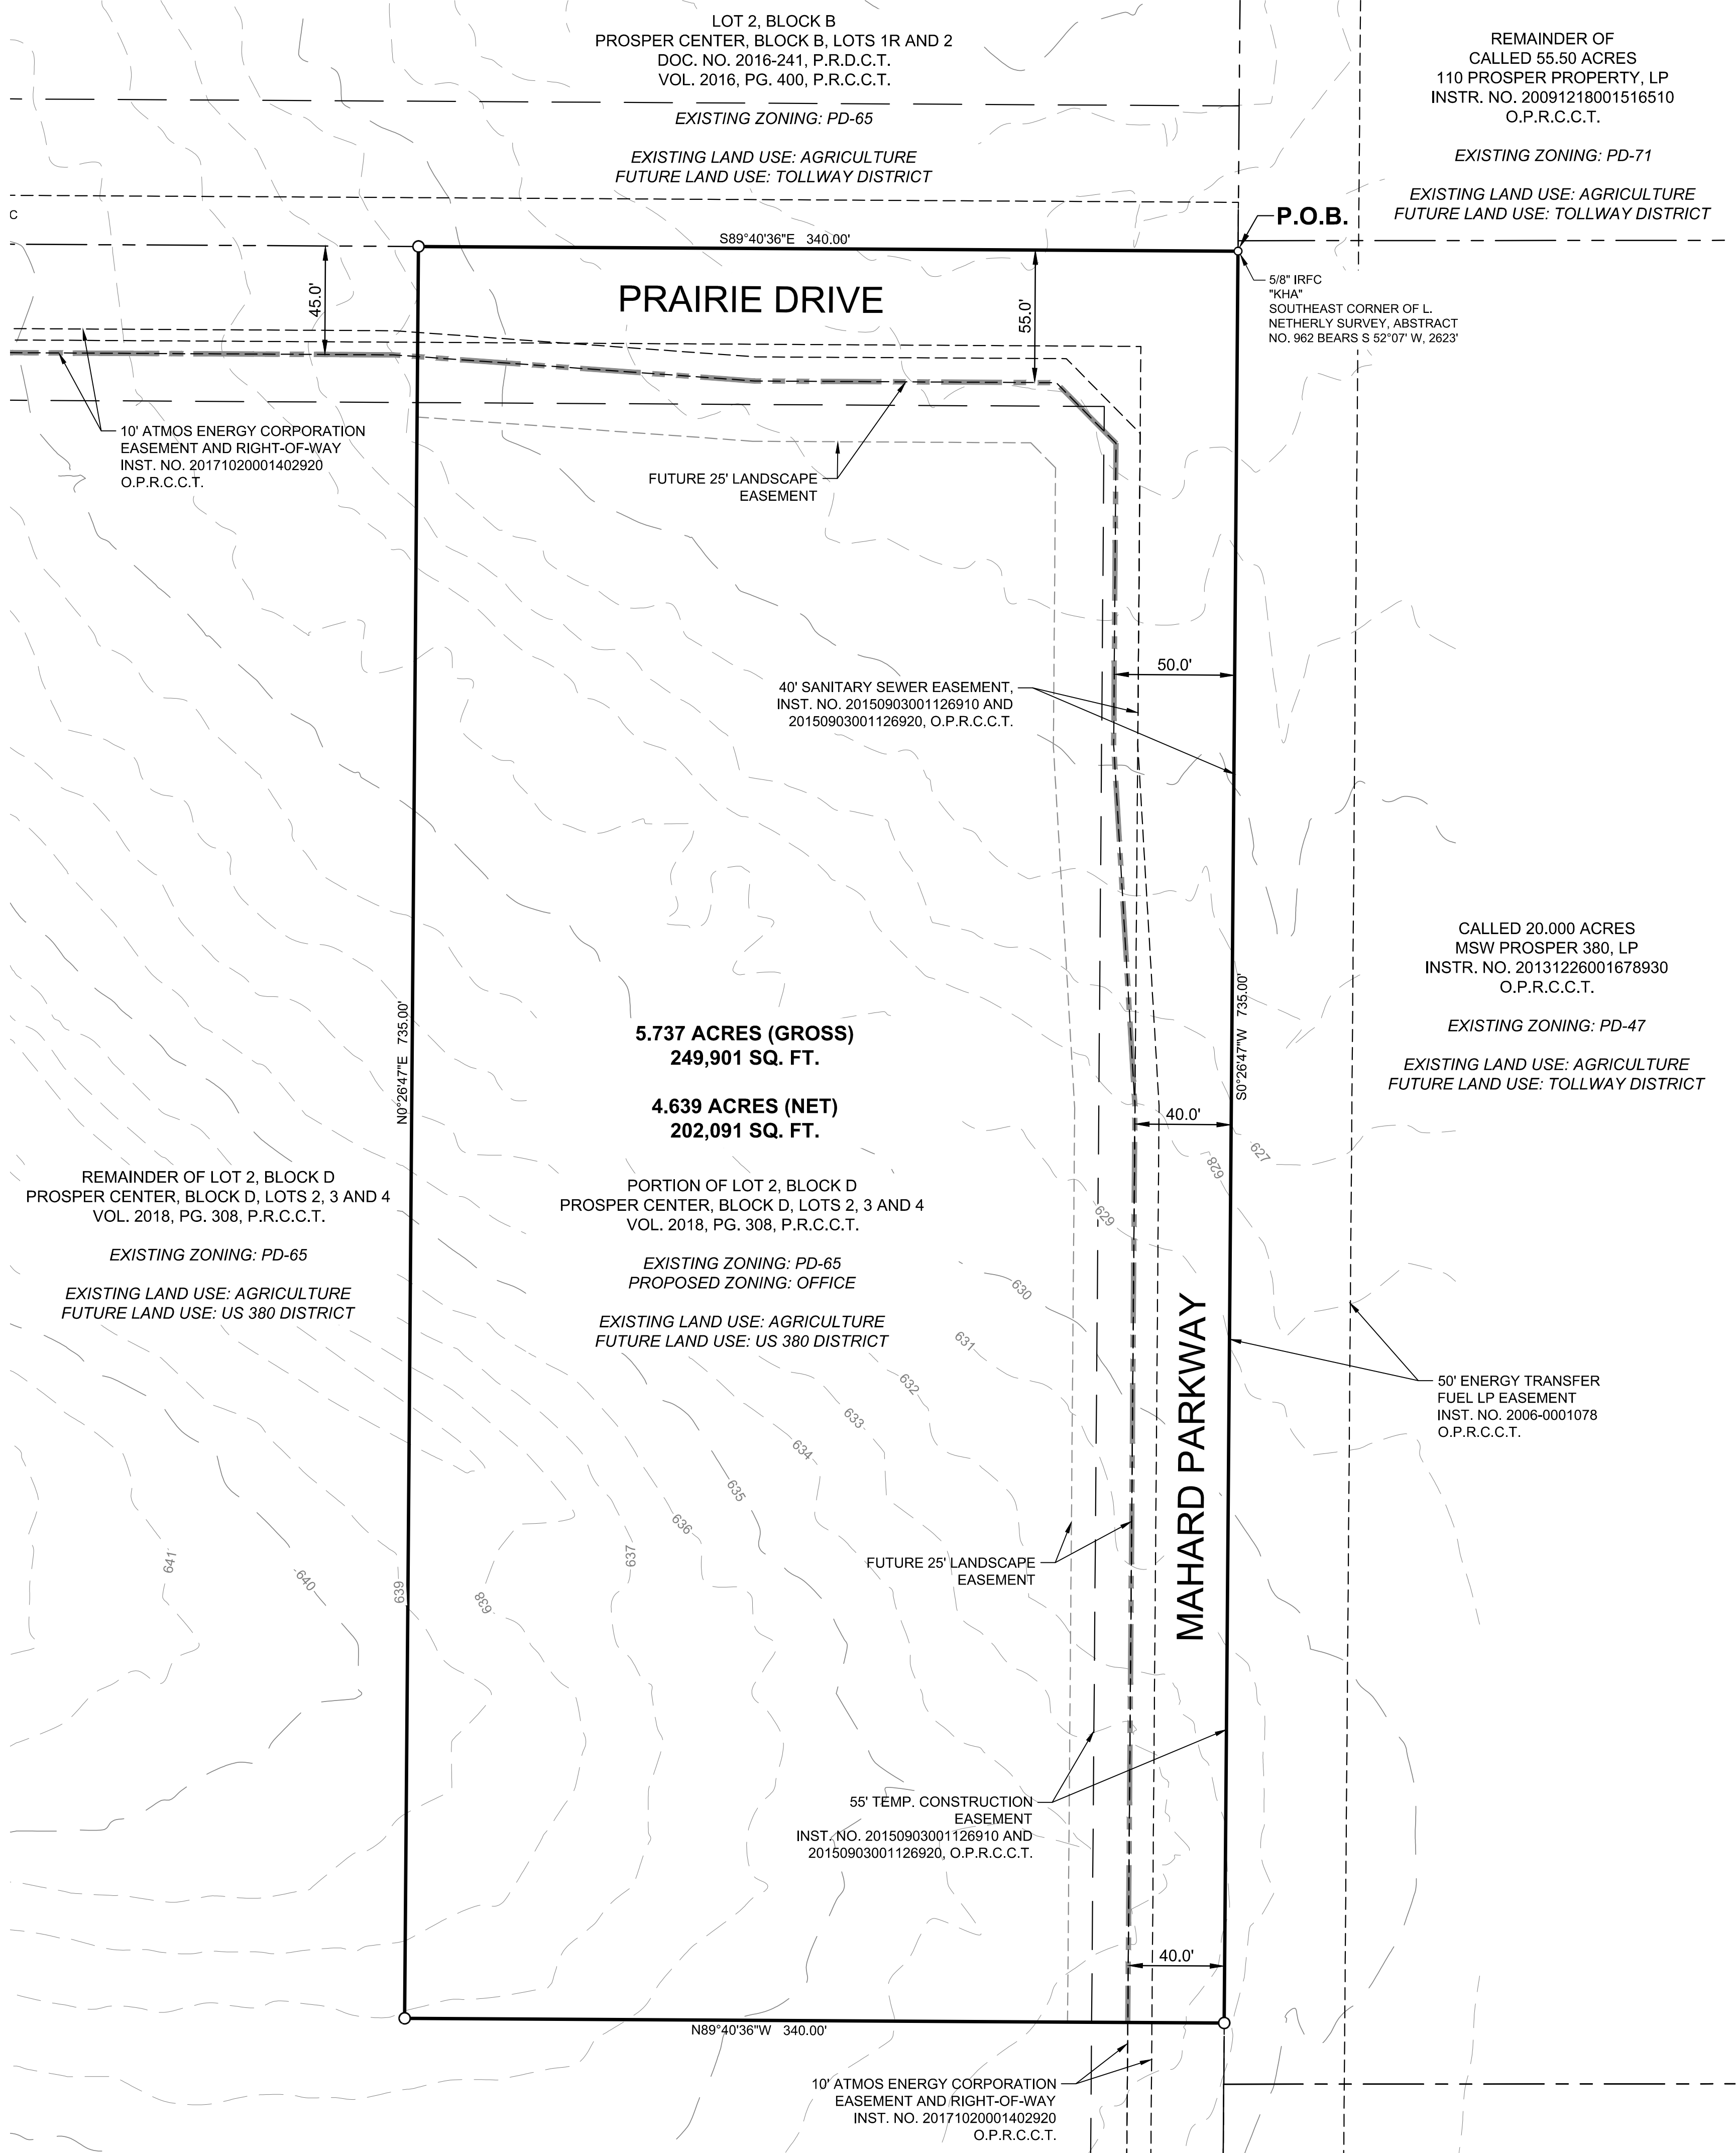 LOT 2, BLOCK B
PROSPER CENTER, BLOCK B, LOTS 1R AND 2
DOC. NO. 2016-241, P.R.D.C.T.
VOL. 2016, PG. 400, P.R.C.C.T.
EXISTING ZONING: PD-65
EXISTING LAND USE: AGRICULTURE
FUTURE LAND USE: TOLLWAY DISTRICT
REMAINDER OF
CALLED 55.50 ACRES
110 PROSPER PROPERTY, LP
INSTR. NO. 20091218001516510
O.P.R.C.C.T.
EXISTING ZONING: PD-71
EXISTING LAND USE: AGRICULTURE
FUTURE LAND USE: TOLLWAY DISTRICT
C
P.O.B.
S89°40'36"E 340.00'
5/8" IRFC
"KHA"
SOUTHEAST CORNER OF L.
NETHERLY SURVEY, ABSTRACT
NO. 962 BEARS S 52°07' W, 2623'
45.0'
PRAIRIE DRIVE
55.0'
10' ATMOS ENERGY CORPORATION
EASEMENT AND RIGHT-OF-WAY
INST. NO. 20171020001402920
O.P.R.C.C.T.
FUTURE 25' LANDSCAPE
EASEMENT
50.0'
40' SANITARY SEWER EASEMENT,
INST. NO. 20150903001126910 AND
20150903001126920, O.P.R.C.C.T.
CALLED 20.000 ACRES
MSW PROSPER 380, LP
INSTR. NO. 20131226001678930
O.P.R.C.C.T.
EXISTING ZONING: PD-47
EXISTING LAND USE: AGRICULTURE
FUTURE LAND USE: TOLLWAY DISTRICT
N0°26'47"E 735.00'
S0°26'47"W 735.00'
5.737 ACRES (GROSS)
249,901 SQ. FT.
4.639 ACRES (NET)
202,091 SQ. FT.
40.0'
REMAINDER OF LOT 2, BLOCK D
PROSPER CENTER, BLOCK D, LOTS 2, 3 AND 4
VOL. 2018, PG. 308, P.R.C.C.T.
EXISTING ZONING: PD-65
EXISTING LAND USE: AGRICULTURE
FUTURE LAND USE: US 380 DISTRICT
PORTION OF LOT 2, BLOCK D
PROSPER CENTER, BLOCK D, LOTS 2, 3 AND 4
VOL. 2018, PG. 308, P.R.C.C.T.
EXISTING ZONING: PD-65
PROPOSED ZONING: OFFICE
EXISTING LAND USE: AGRICULTURE
FUTURE LAND USE: US 380 DISTRICT
627
628
629
630
631
632
633
634
635
636
637
638
639
640
641
MAHARD PARKWAY
50' ENERGY TRANSFER
FUEL LP EASEMENT
INST. NO. 2006-0001078
O.P.R.C.C.T.
FUTURE 25' LANDSCAPE
EASEMENT
55' TEMP. CONSTRUCTION
EASEMENT
INST. NO. 20150903001126910 AND
20150903001126920, O.P.R.C.C.T.
40.0'
N89°40'36"W 340.00'
10' ATMOS ENERGY CORPORATION
EASEMENT AND RIGHT-OF-WAY
INST. NO. 20171020001402920
O.P.R.C.C.T.